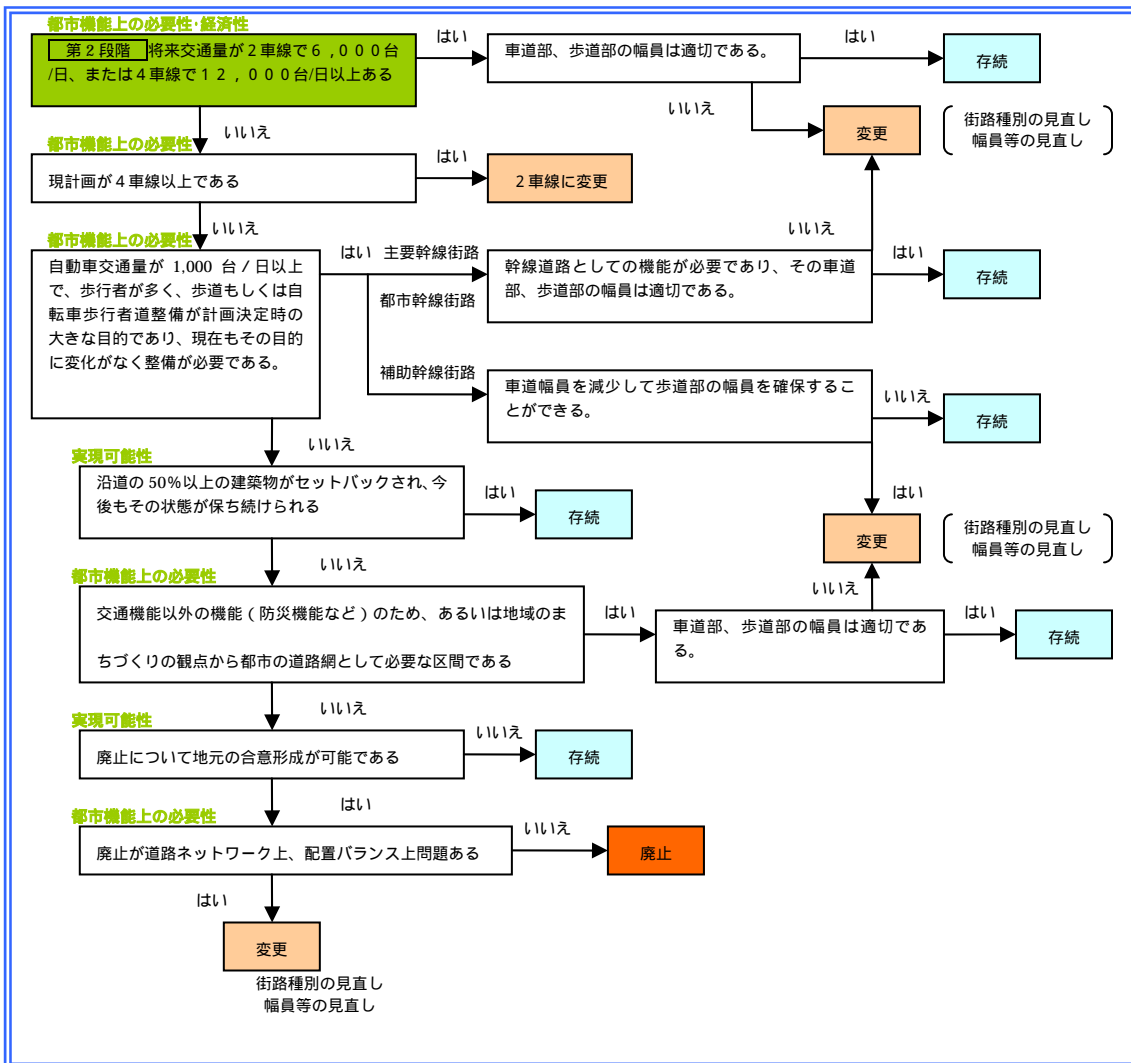 都市機能上の必要性・経済性
第２段階 将来交通量が２車線で６，０００台
/日、または４車線で１２，０００台/日以上ある
はい
車道部、歩道部の幅員は適切である。
はい
存続
いいえ
変更
街路種別の見直し
幅員等の見直し
いいえ
都市機能上の必要性
現計画が４車線以上である
はい
２車線に変更
いいえ
都市機能上の必要性
自動車交通量が 1,000 台／日以上
で、歩行者が多く、歩道もしくは自
転車歩行者道整備が計画決定時の
大きな目的であり、現在もその目的
に変化がなく整備が必要である。
はい
主要幹線街路
都市幹線街路
幹線道路としての機能が必要であり、その車道
部、歩道部の幅員は適切である。
いいえ
はい
存続
補助幹線街路
車道幅員を減少して歩道部の幅員を確保するこ
とができる。
いいえ
存続
はい
変更
街路種別の見直し
幅員等の見直し
いいえ
実現可能性
沿道の 50％以上の建築物がセットバックされ、今
後もその状態が保ち続けられる
はい
存続
いいえ
都市機能上の必要性
交通機能以外の機能（防災機能など）のため、あるいは地域のま
ちづくりの観点から都市の道路網として必要な区間である
はい
車道部、歩道部の幅員は適切であ
る。
いいえ
はい
存続
いいえ
実現可能性
廃止について地元の合意形成が可能である
いいえ
存続
はい
都市機能上の必要性
廃止が道路ネットワーク上、配置バランス上問題ある
いいえ
廃止
はい
変更
街路種別の見直し
幅員等の見直し